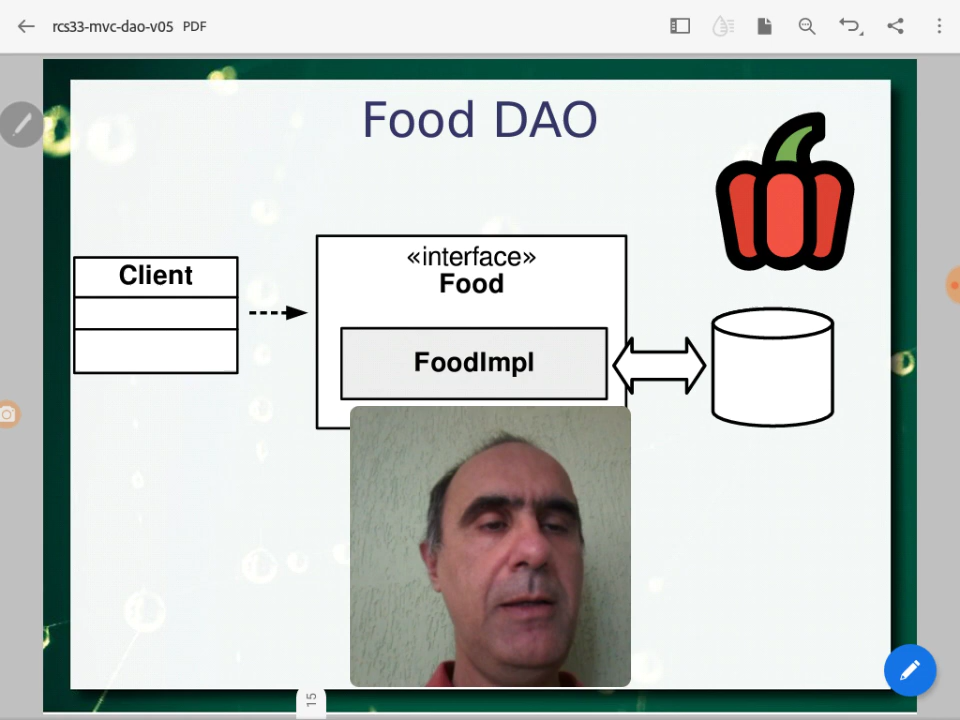 rcs33-mvc-dao-v05 PDF
Food DAO
Client
«interface»
Food
FoodImpl
15